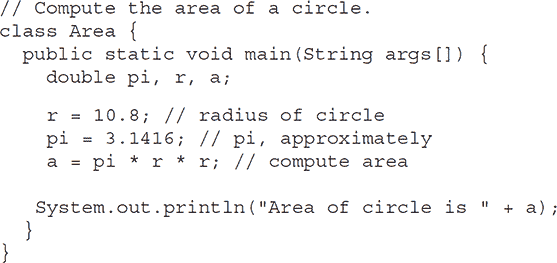 // Compute the area of a circle.
class Area {
  public static void main(String args[]) {
    double pi, r, a;

    r = 10.8; // radius of circle
    pi = 3.1416; // pi, approximately
    a = pi * r * r; // compute area

   System.out.println("Area of circle is " + a);
  }
}